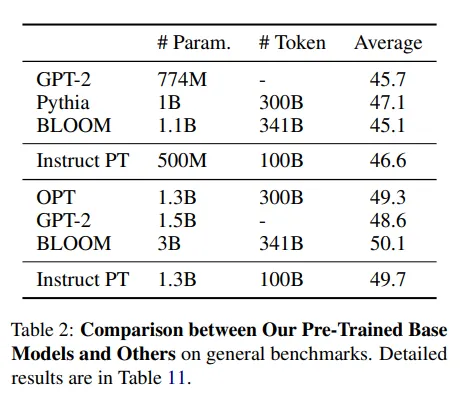 # Param. # Token Average
GPT-2 774M - 45.7
Pythia 1B 300B 47.1
BLOOM 1.1B 341B 45.1
Instruct PT 500M 100B 46.6
OPT 1.3B 300B 49.3
GPT-2 1.5B - 48.6
BLOOM 3B 341B 50.1
Instruct PT 1.3B 100B 49.7
Table 2: Comparison between Our Pre-Trained Base
Models and Others on general benchmarks. Detailed
results are in Table 11.